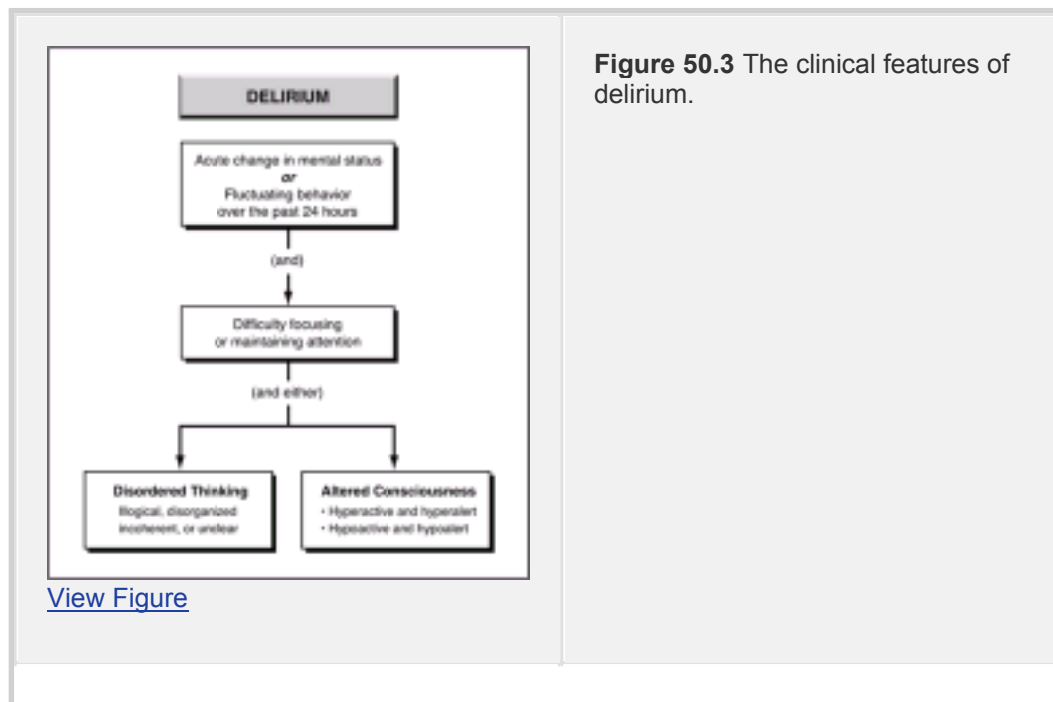 DELIRIUM
Acute change in mental status
or
Fluctuating behavior
over the past 24 hours
(and)
Difficulty focusing
or maintaining attention
(and either)
Disordered Thinking
Illogical, disorganized
incoherent, or unclear
Altered Consciousness
• Hyperactive and hyperalert
• Hypoactive and hypoalert
View Figure
Figure 50.3 The clinical features of
delirium.